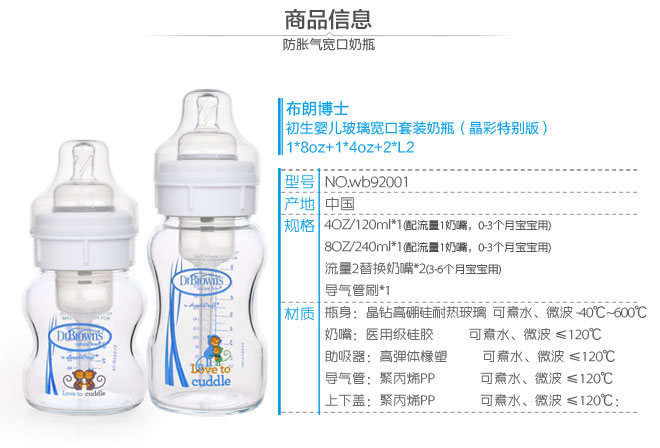 商品信息
防胀气宽口奶瓶
布朗博士
初生婴儿玻璃宽口套装奶瓶（晶彩特别版）
1*8oz+1*4oz+2*L2
型号 NO.wb92001
产地 中国
规格 4OZ/120ml*1(配流量1奶嘴，0-3个月宝宝用)
8OZ/240ml*1(配流量1奶嘴，0-3个月宝宝用)
流量2替换奶嘴*2(3-6个月宝宝用)
导气管刷*1
材质 瓶身：晶钻高硼硅耐热玻璃 可煮水、微波 -40℃~600℃
奶嘴：医用级硅胶 可煮水、微波 ≤120℃
助吸器：高弹体橡塑 可煮水、微波 ≤120℃
导气管：聚丙烯PP 可煮水、微波 ≤120℃
上下盖：聚丙烯PP 可煮水、微波 ≤120℃；
Dr.Brown's
Love to
cuddle
Dr.Brown's
Love to cuddle